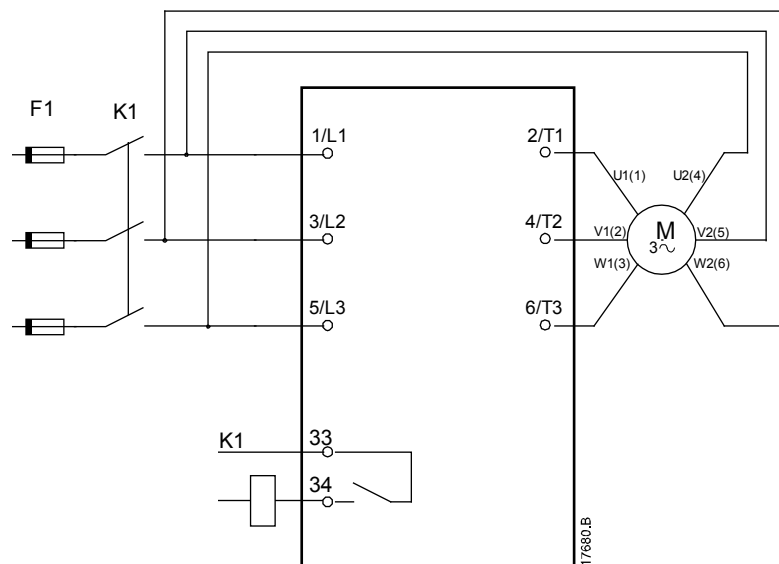 F1
K1
1/L1
2/T1
U1(1)
U2(4)
3/L2
4/T2
V1(2)
M
3~
V2(5)
W1(3)
W2(6)
5/L3
6/T3
K1
33
34
17680.B